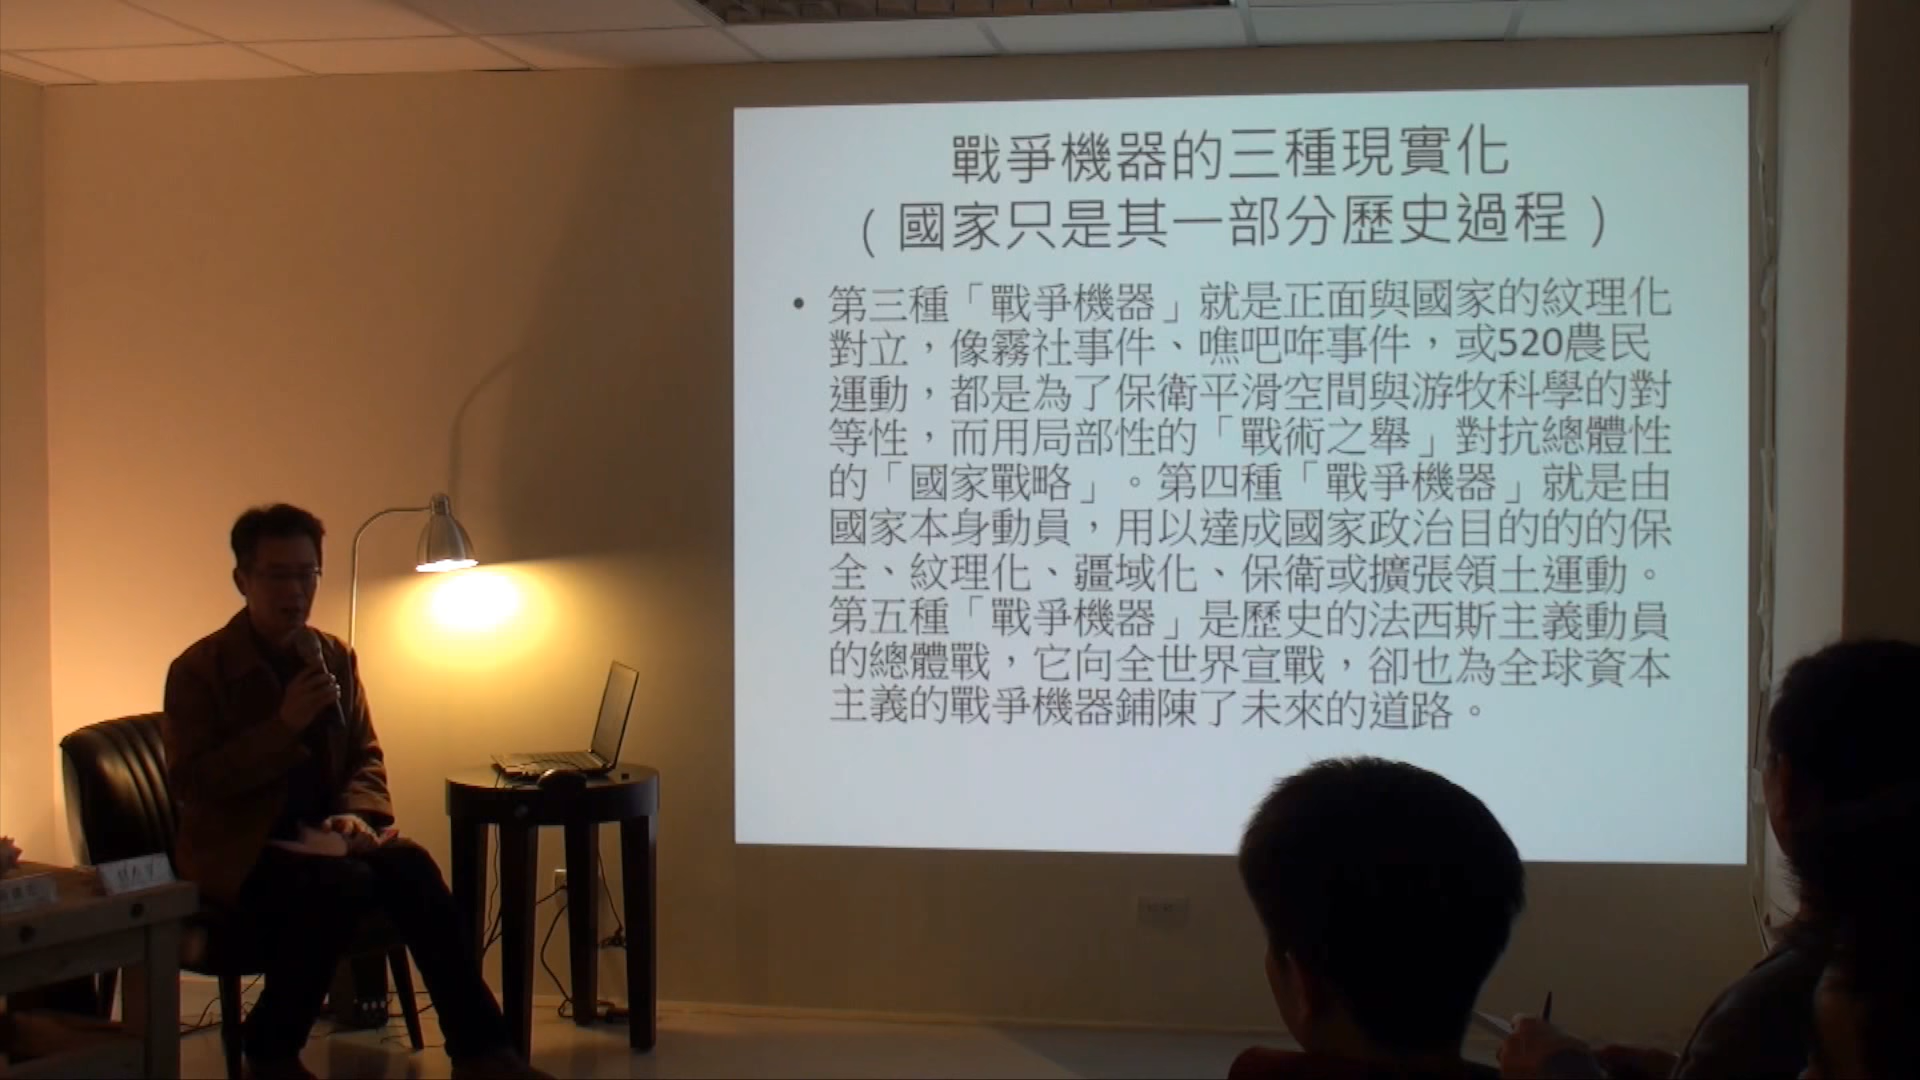 戰爭機器的三種現實化
（國家只是其一部分歷史過程）
• 第三種「戰爭機器」就是正面與國家的紋理化
對立，像霧社事件、噍吧哖事件，或520農民
運動，都是為了保衛平滑空間與游牧科學的對
等性，而用局部性的「戰術之舉」對抗總體性
的「國家戰略」。第四種「戰爭機器」就是由
國家本身動員，用以達成國家政治目的的的保
全、紋理化、疆域化、保衛或擴張領土運動。
第五種「戰爭機器」是歷史的法西斯主義動員
的總體戰，它向全世界宣戰，卻也為全球資本
主義的戰爭機器鋪陳了未來的道路。